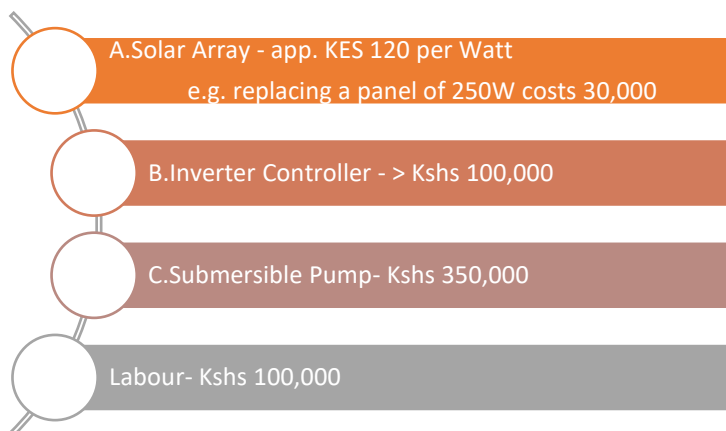 A.Solar Array - app. KES 120 per Watt
e.g. replacing a panel of 250W costs 30,000
B.Inverter Controller - > Kshs 100,000
C.Submersible Pump- Kshs 350,000
Labour- Kshs 100,000